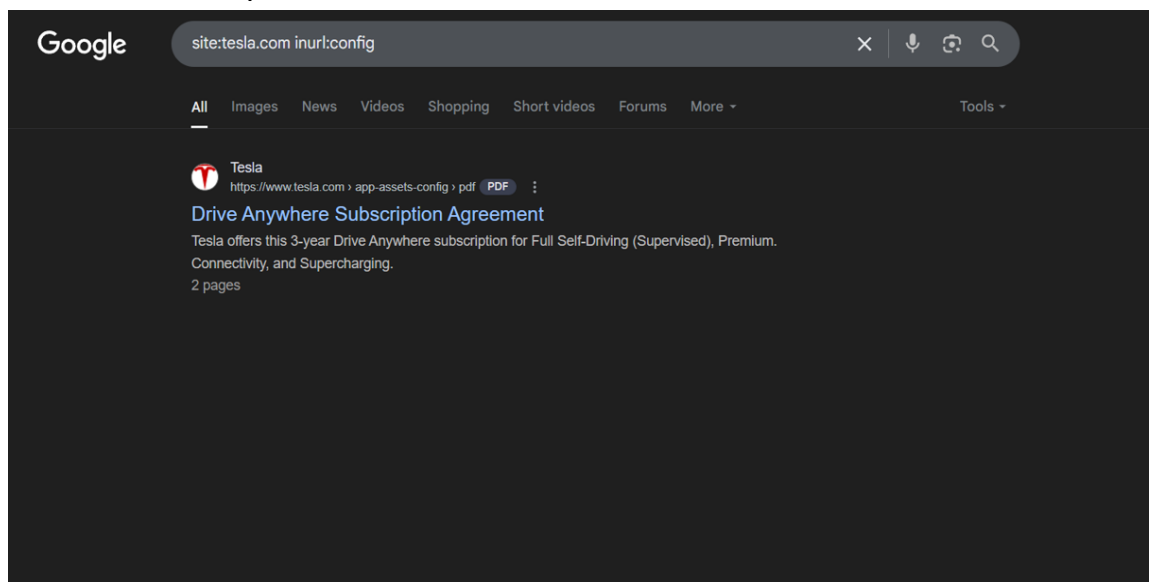 Google
site:tesla.com inurl:config
All Images News Videos Shopping Short videos Forums More Tools
Tesla
https://www.tesla.com › app-assets-config › pdf PDF
Drive Anywhere Subscription Agreement
Tesla offers this 3-year Drive Anywhere subscription for Full Self-Driving (Supervised), Premium.
Connectivity, and Supercharging.
2 pages